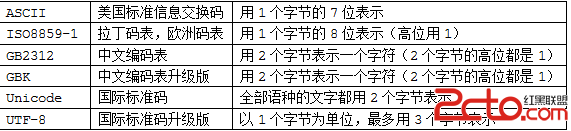 ASCII 美国标准信息交换码 用1个字节的7位表示
ISO8859-1 拉丁码表，欧洲码表 用1个字节的8位表示（高位用1）
GB2312 中文编码表 用2个字节表示一个字符（2个字节的高位都是1）
GBK 中文编码表升级版 用2个字节表示一个字符（2个字节的高位都是1）
Unicode 国际标准码 全部语种的文字都用2个字节表示
UTF-8 国际标准码升级版 以1个字节为单位，最多用3个字节表示
2cto.com
红黑联盟